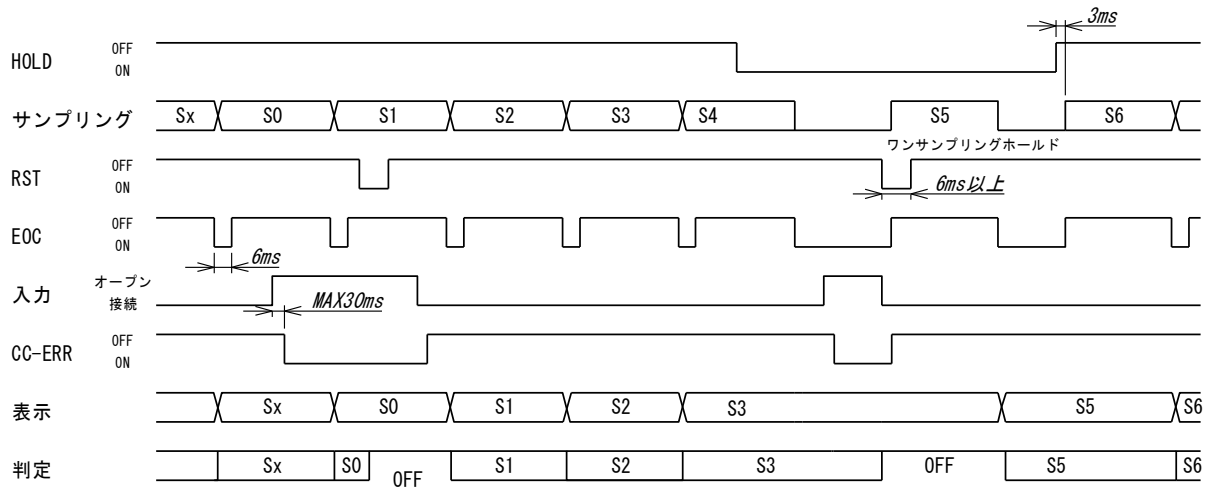 3ms
HOLD OFF
ON
サンプリング Sx S0 S1 S2 S3 S4 S5 S6
ワンサンプリングホールド
RST OFF
ON
6ms以上
EOC OFF
ON
6ms
入力 オープン
接続
MAX30ms
CC-ERR OFF
ON
表示 Sx S0 S1 S2 S3 S5 S6
判定 Sx S0 OFF S1 S2 S3 OFF S5 S6